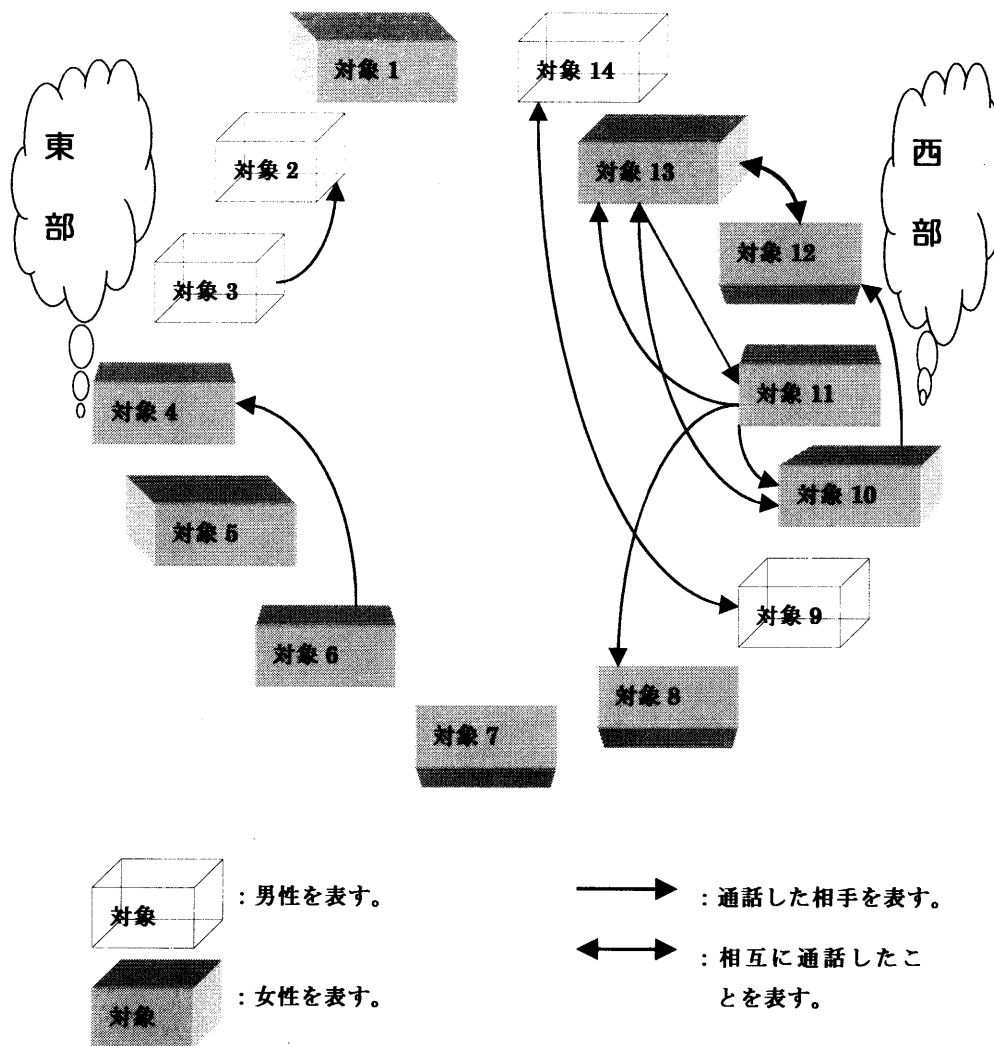 対象 1
対象 14
東部
対象 2
対象 13
西部
対象 3
対象 12
対象 4
対象 11
対象 5
対象 10
対象 6
対象 9
対象 8
対象 7
対象
：男性を表す。
：通話した相手を表す。
対象
：女性を表す。
：相互に通話したこ
とを表す。